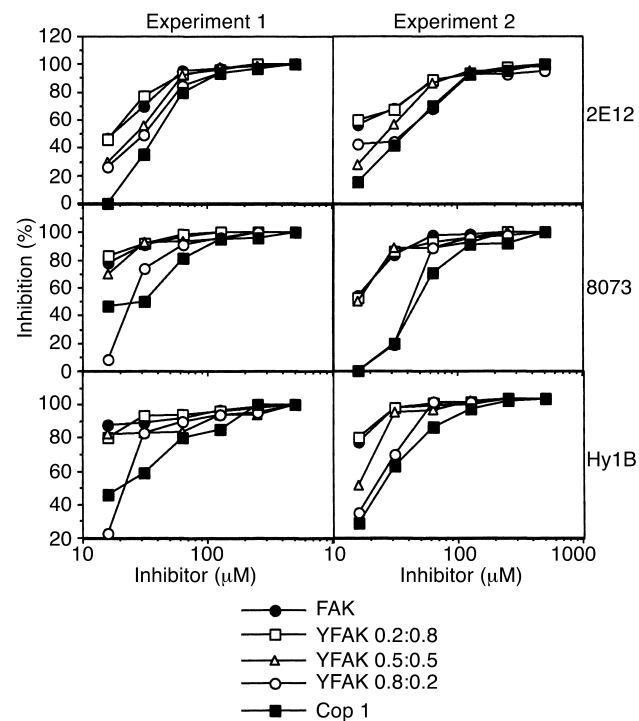 Experiment 1 Experiment 2
120
100
80
60
40
20
0
2E12
100
80
60
40
20
0
8073
100
80
60
40
20
Hy1B
Inhibition (%)
10 100 10 100 1000
Inhibitor (μM) Inhibitor (μM)
FAK
YFAK 0.2:0.8
YFAK 0.5:0.5
YFAK 0.8:0.2
Cop 1